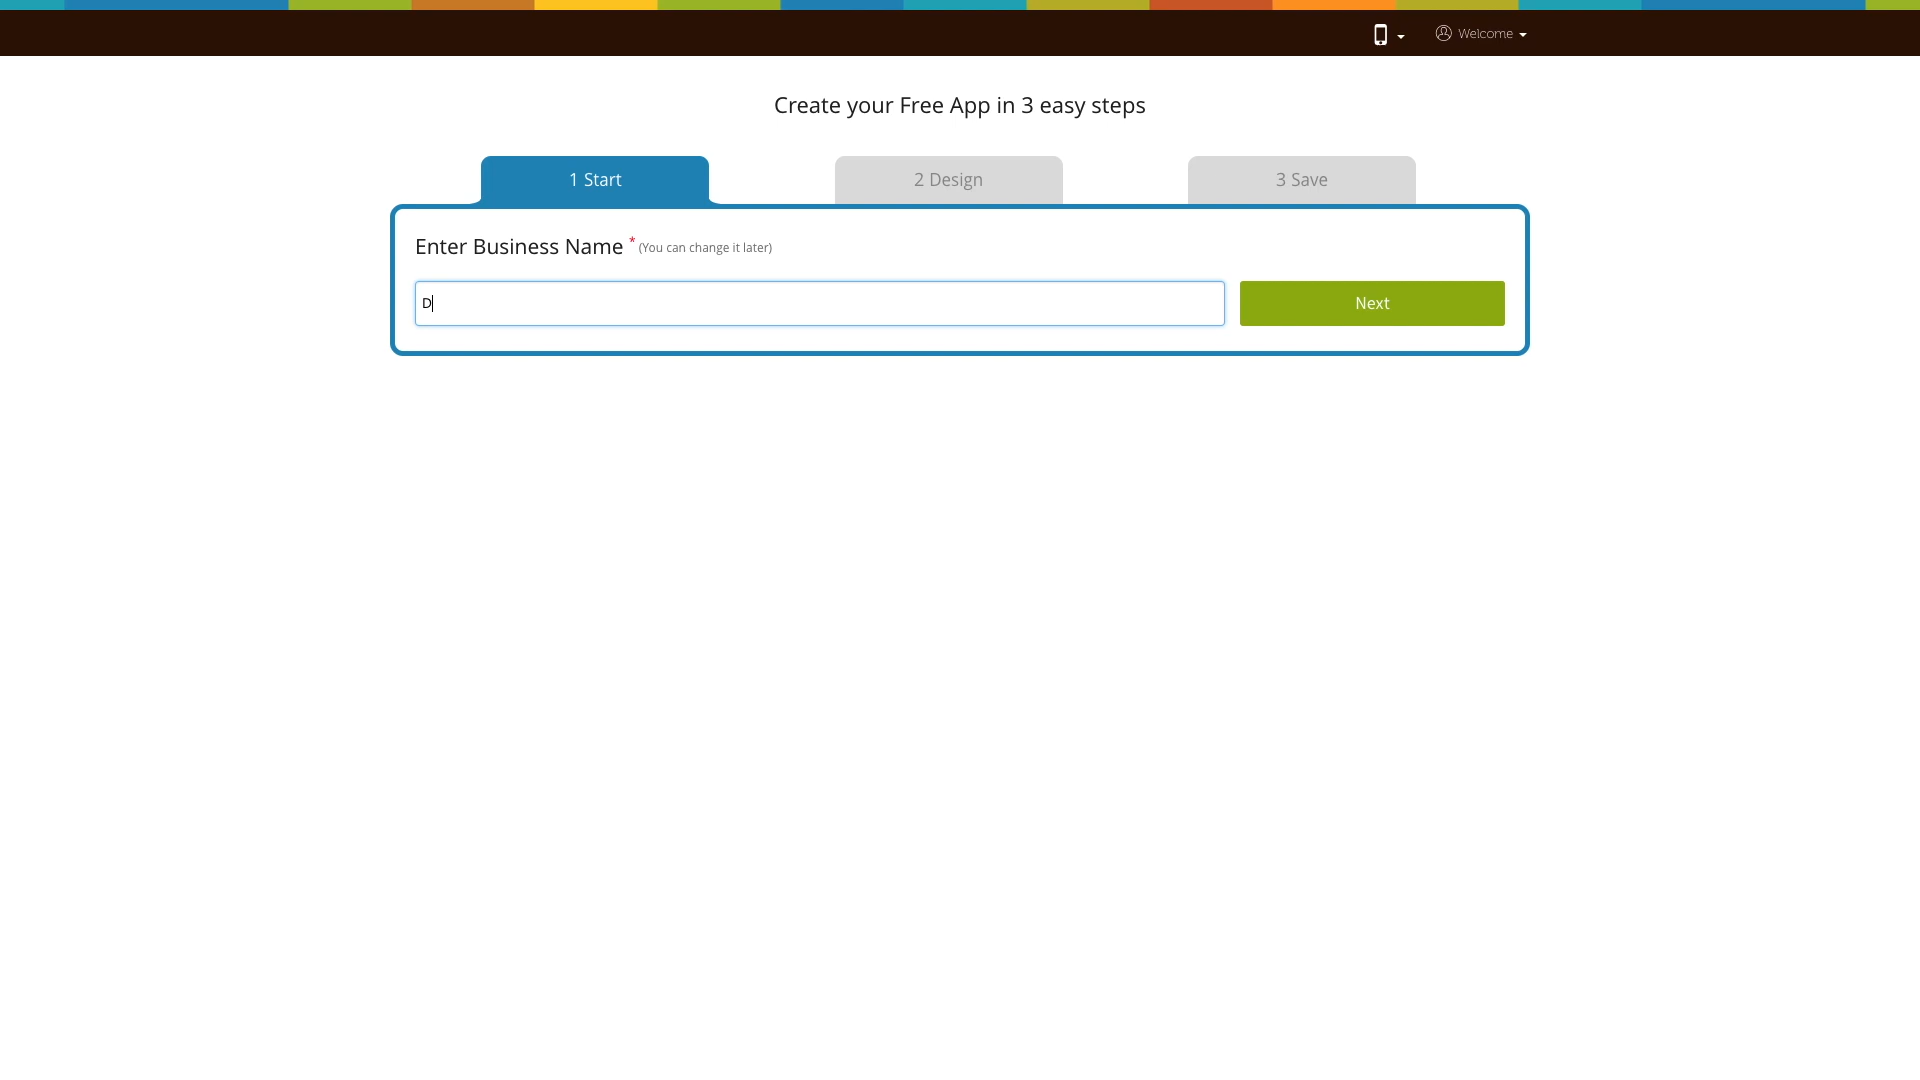 Welcome
Create your Free App in 3 easy steps
1 Start
2 Design
3 Save
Enter Business Name * (You can change it later)
D
Next